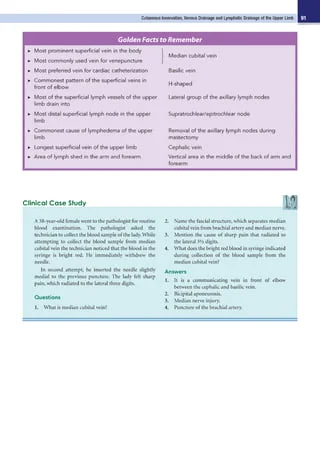 Cutaneous Innervation, Venous Drainage and Lymphatic Drainage of the Upper Limb 91
Golden Facts to Remember
▸ Most prominent superficial vein in the body
▸ Most commonly used vein for venepuncture
Median cubital vein
▸ Most preferred vein for cardiac catheterization Basilic vein
▸ Commonest pattern of the superficial veins in
front of elbow
H-shaped
▸ Most of the superficial lymph vessels of the upper
limb drain into
Lateral group of the axillary lymph nodes
▸ Most distal superficial lymph node in the upper
limb
Supratrochlear/epitrochlear node
▸ Commonest cause of lymphedema of the upper
limb
Removal of the axillary lymph nodes during
mastectomy
▸ Longest superficial vein of the upper limb Cephalic vein
▸ Area of lymph shed in the arm and forearm Vertical area in the middle of the back of arm and
forearm
Clinical Case Study
A 38-year-old female went to the pathologist for routine
blood examination. The pathologist asked the
technician to collect the blood sample of the lady. While
attempting to collect the blood sample from median
cubital vein the technician noticed that the blood in the
syringe is bright red. He immediately withdrew the
needle.
In second attempt, he inserted the needle slightly
medial to the previous puncture. The lady felt sharp
pain, which radiated to the lateral three digits.
Questions
1. What is median cubital vein?
2. Name the fascial structure, which separates median
cubital vein from brachial artery and median nerve.
3. Mention the cause of sharp pain that radiated to
the lateral 3½ digits.
4. What does the bright red blood in syringe indicated
during collection of the blood sample from the
median cubital vein?
Answers
1. It is a communicating vein in front of elbow
between the cephalic and basilic vein.
2. Bicipital aponeurosis.
3. Median nerve injury.
4. Puncture of the brachial artery.